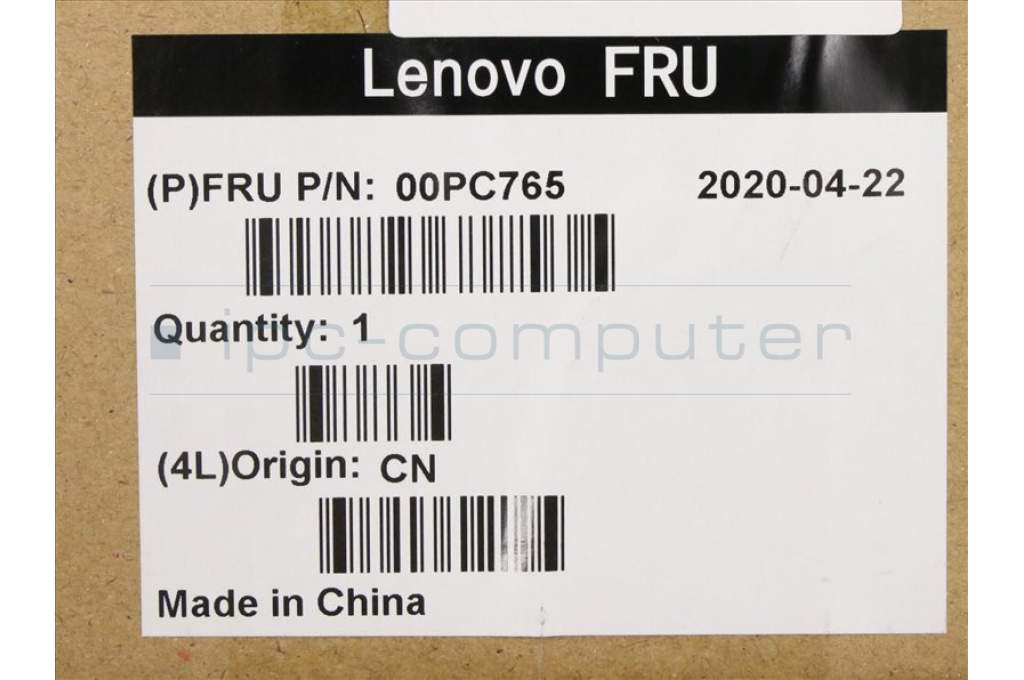 Lenovo FRU
(P)FRU P/N: 00PC765 2020-04-22
Quantity: 1
ipc-computer
(4L)Origin: CN
Made in China